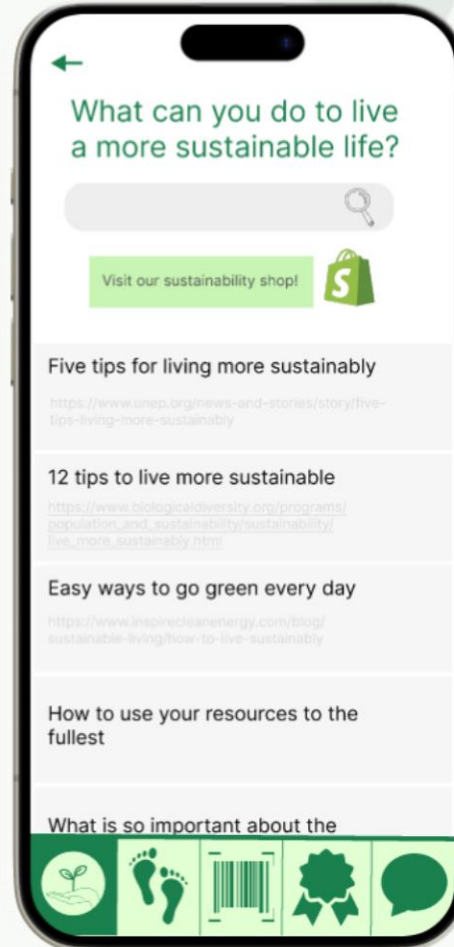 What can you do to live
a more sustainable life?
Visit our sustainability shop!
S
Five tips for living more sustainably
https://www.unep.org/news-and-stories/story/five-
tips-living-more-sustainably
12 tips to live more sustainable
https://www.biologicaldiversity.org/programs/
population_and_sustainability/sustainability/
live_more_sustainably.html
Easy ways to go green every day
https://www.inspirecleanenergy.com/blog/
sustainable-living/how-to-live-sustainably
How to use your resources to the
fullest
What is so important about the